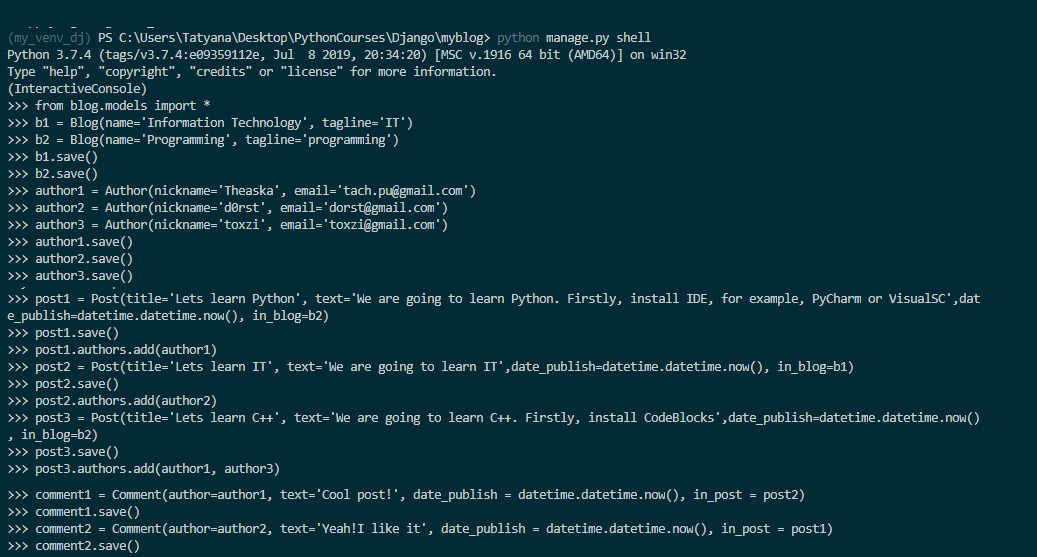 (my_venv_dj) PS C:\Users\Tatyana\Desktop\PythonCourses\Django\myblog> python manage.py shell
Python 3.7.4 (tags/v3.7.4:e09359112e, Jul  8 2019, 20:34:20) [MSC v.1916 64 bit (AMD64)] on win32
Type "help", "copyright", "credits" or "license" for more information.
(InteractiveConsole)
>>> from blog.models import *
>>> b1 = Blog(name='Information Technology', tagline='IT')
>>> b2 = Blog(name='Programming', tagline='programming')
>>> b1.save()
>>> b2.save()
>>> author1 = Author(nickname='Theaska', email='tach.pu@gmail.com')
>>> author2 = Author(nickname='d0rst', email='dorst@gmail.com')
>>> author3 = Author(nickname='toxzi', email='toxzi@gmail.com')
>>> author1.save()
>>> author2.save()
>>> author3.save()
>>> post1 = Post(title='Lets learn Python', text='We are going to learn Python. Firstly, install IDE, for example, PyCharm or VisualSC',dat
e_publish=datetime.datetime.now(), in_blog=b2)
>>> post1.save()
>>> post1.authors.add(author1)
>>> post2 = Post(title='Lets learn IT', text='We are going to learn IT',date_publish=datetime.datetime.now(), in_blog=b1)
>>> post2.save()
>>> post2.authors.add(author2)
>>> post3 = Post(title='Lets learn C++', text='We are going to learn C++. Firstly, install CodeBlocks',date_publish=datetime.datetime.now()
, in_blog=b2)
>>> post3.save()
>>> post3.authors.add(author1, author3)
>>> comment1 = Comment(author=author1, text='Cool post!', date_publish = datetime.datetime.now(), in_post = post2)
>>> comment1.save()
>>> comment2 = Comment(author=author2, text='Yeah!I like it', date_publish = datetime.datetime.now(), in_post = post1)
>>> comment2.save()